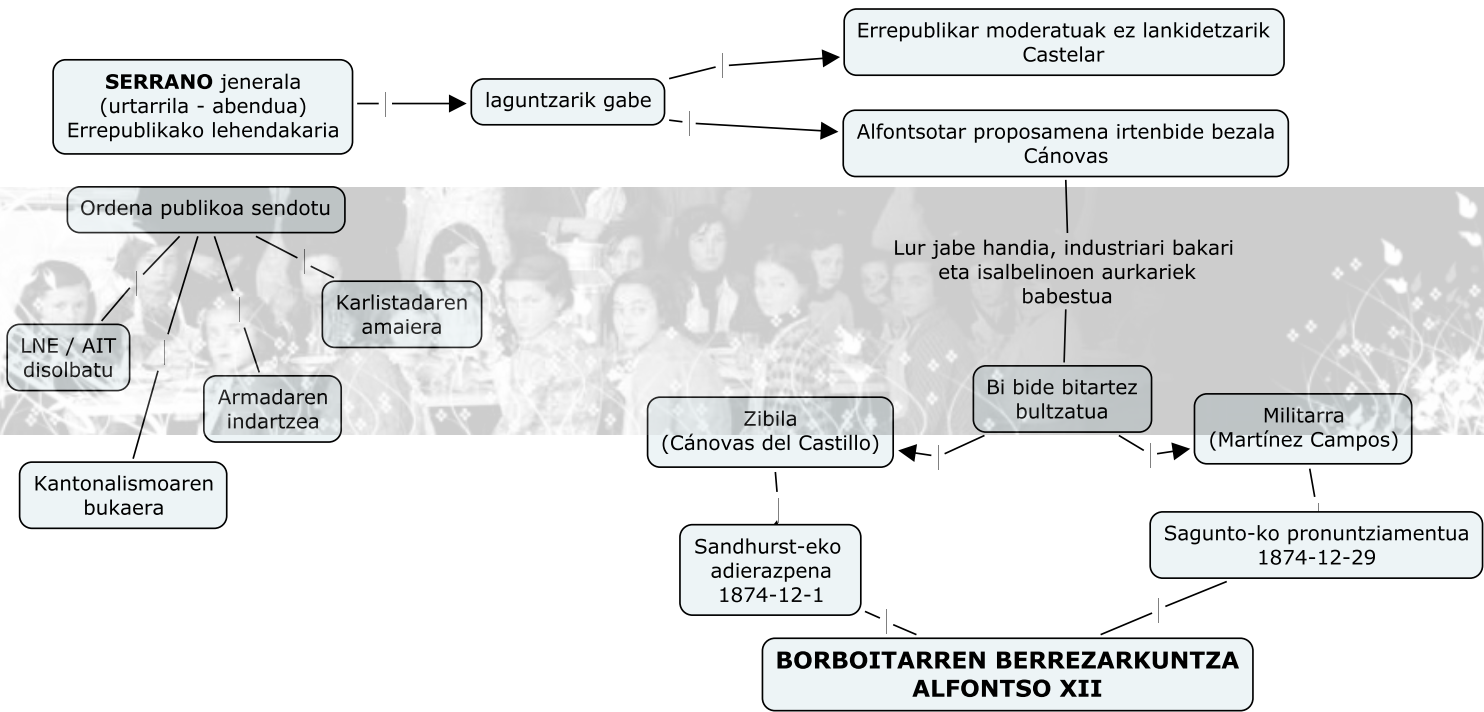 SERRANO jenerala
(urtarrila - abendua)
Errepublikako lehendakaria
laguntzarik gabe
Errepublikar moderatuak ez lankidetzarik
Castelar
Alfontsotar proposamena irtenbide bezala
Cánovas
Ordena publikoa sendotu
LNE / AIT
disolbatu
Kantonalismoaren
bukaera
Armadaren
indartzea
Karlistadaren
amaiera
Lur jabe handia, industriari bakari
eta isalbelinoen aurkariek
babestua
Bi bide bitartez
bultzatua
Zibila
(Cánovas del Castillo)
Militarra
(Martínez Campos)
Sandhurst-eko
adierazpena
1874-12-1
Sagunto-ko pronuntziamentua
1874-12-29
BORBOITARREN BERREZARKUNTZA
ALFONTSO XII